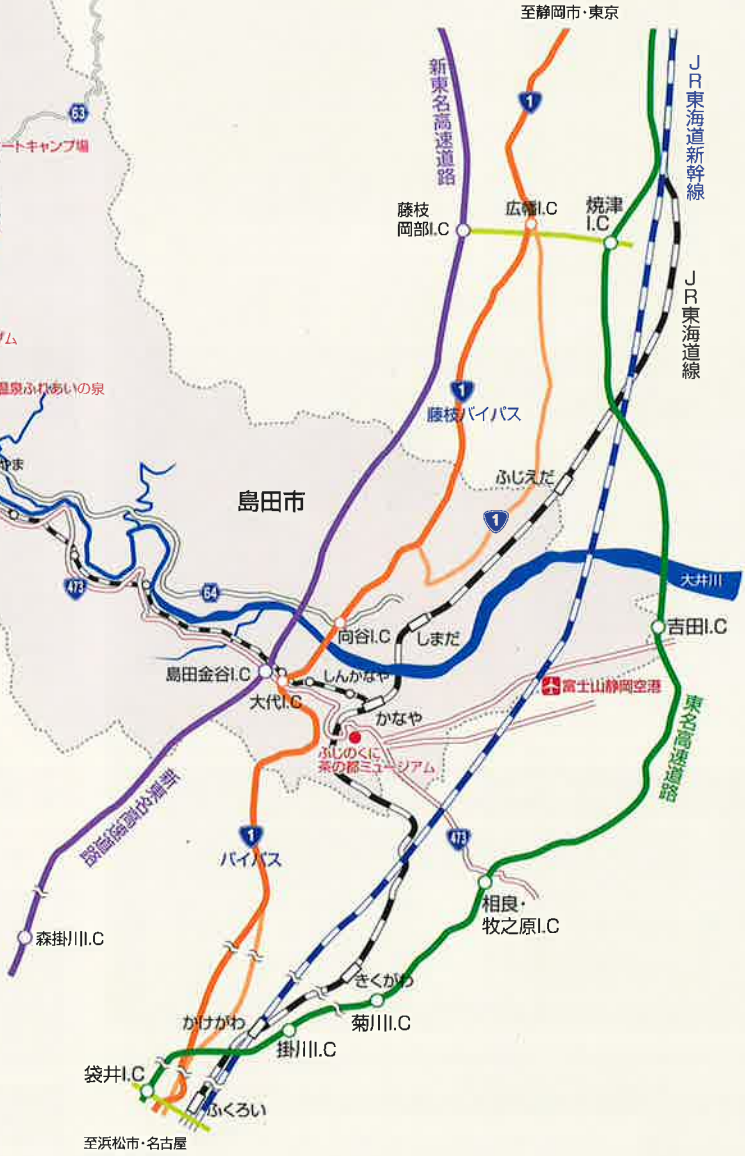 至静岡市・東京
63
ートキャンプ場
新東名高速道路
1
JR東海道新幹線
藤枝
岡部I.C
広幡I.C
焼津
I.C
JR東海道線
ザム
温泉ふれあいの泉
1
藤枝バイパス
やま
島田市
ふじえだ
1
大井川
473
64
向谷I.C
しまだ
吉田I.C
島田金谷I.C
しんかなや
大代I.C
富士山静岡空港
かなや
ふじのくに
茶の都ミュージアム
東名高速道路
新東名高速道路
1
バイパス
473
相良・
牧之原I.C
森掛川I.C
きくがわ
菊川I.C
かけがわ
掛川I.C
袋井I.C
ふくろい
至浜松市・名古屋